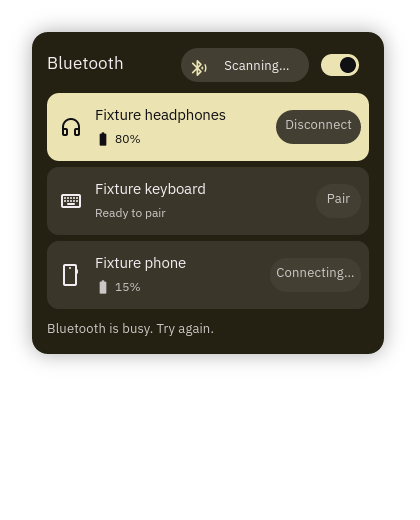 Bluetooth
Scanning...
Fixture headphones
80%
Disconnect
Fixture keyboard
Ready to pair
Pair
Fixture phone
15%
Connecting...
Bluetooth is busy. Try again.